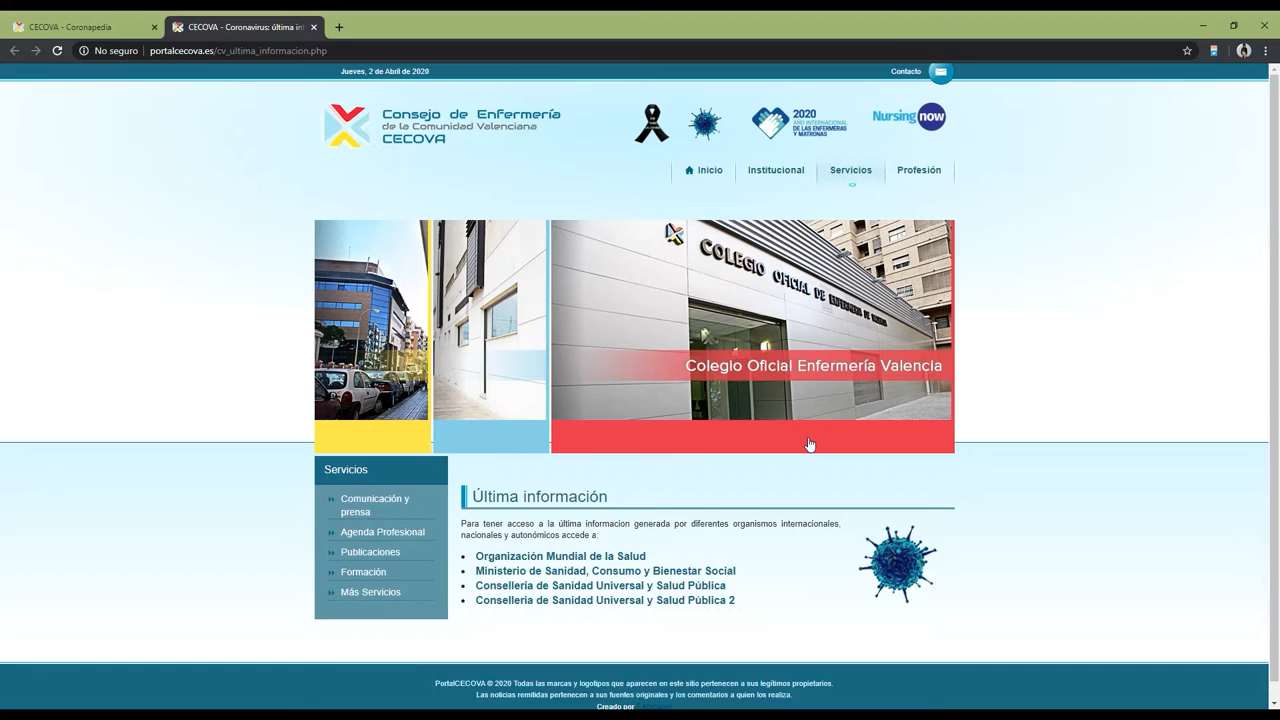 CECOVA - Coronapedia
CECOVA - Coronavirus: última in
No seguro
portalcecova.es/cv_ultima_informacion.php
Jueves, 2 de Abril de 2020
Contacto
Consejo de Enfermería
de la Comunidad Valenciana
CECOVA
2020
AÑO INTERNACIONAL
DE LAS ENFERMERAS
Y MATRONAS
Nursing now
Inicio
Institucional
Servicios
Profesión
COLEGIO OFICIAL DE ENFERMERÍA DE VALENCIA
Colegio Oficial Enfermería Valencia
Servicios
Comunicación y
prensa
Agenda Profesional
Publicaciones
Formación
Más Servicios
Última información
Para tener acceso a la última informacion generada por diferentes organismos internacionales,
nacionales y autonómicos accede a:
Organización Mundial de la Salud
Ministerio de Sanidad, Consumo y Bienestar Social
Conselleria de Sanidad Universal y Salud Pública
Conselleria de Sanidad Universal y Salud Pública 2
PortalCECOVA © 2020 Todas las marcas y logotipos que aparecen en este sitio pertenecen a sus legítimos propietarios.
Las noticias remitidas pertenecen a sus fuentes originales y los comentarios a quien los realiza.
Creado por